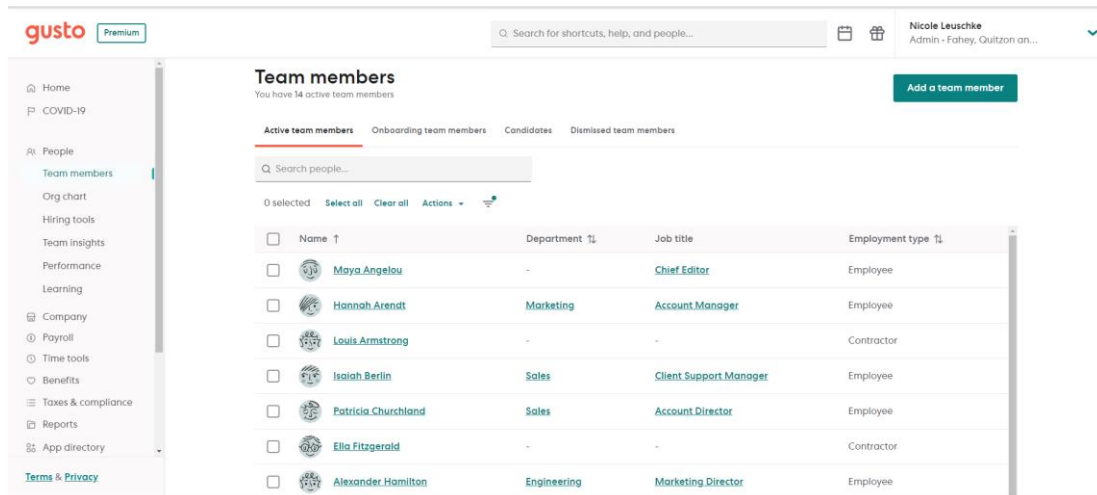 gusto Premium
Search for shortcuts, help, and people...
Nicole Leuschke
Admin - Fahey, Quitzon an...
Home
COVID-19
People
Team members
Org chart
Hiring tools
Team insights
Performance
Learning
Company
Payroll
Time tools
Benefits
Taxes & compliance
Reports
App directory
Terms & Privacy
Team members
You have 14 active team members
Add a team member
Active team members Onboarding team members Candidates Dismissed team members
Search people...
0 selected Select all Clear all Actions
Name Department Job title Employment type
Maya Angelou - Chief Editor Employee
Hannah Arendt Marketing Account Manager Employee
Louis Armstrong - - Contractor
Isaiah Berlin Sales Client Support Manager Employee
Patricia Churchland Sales Account Director Employee
Ella Fitzgerald - - Contractor
Alexander Hamilton Engineering Marketing Director Employee